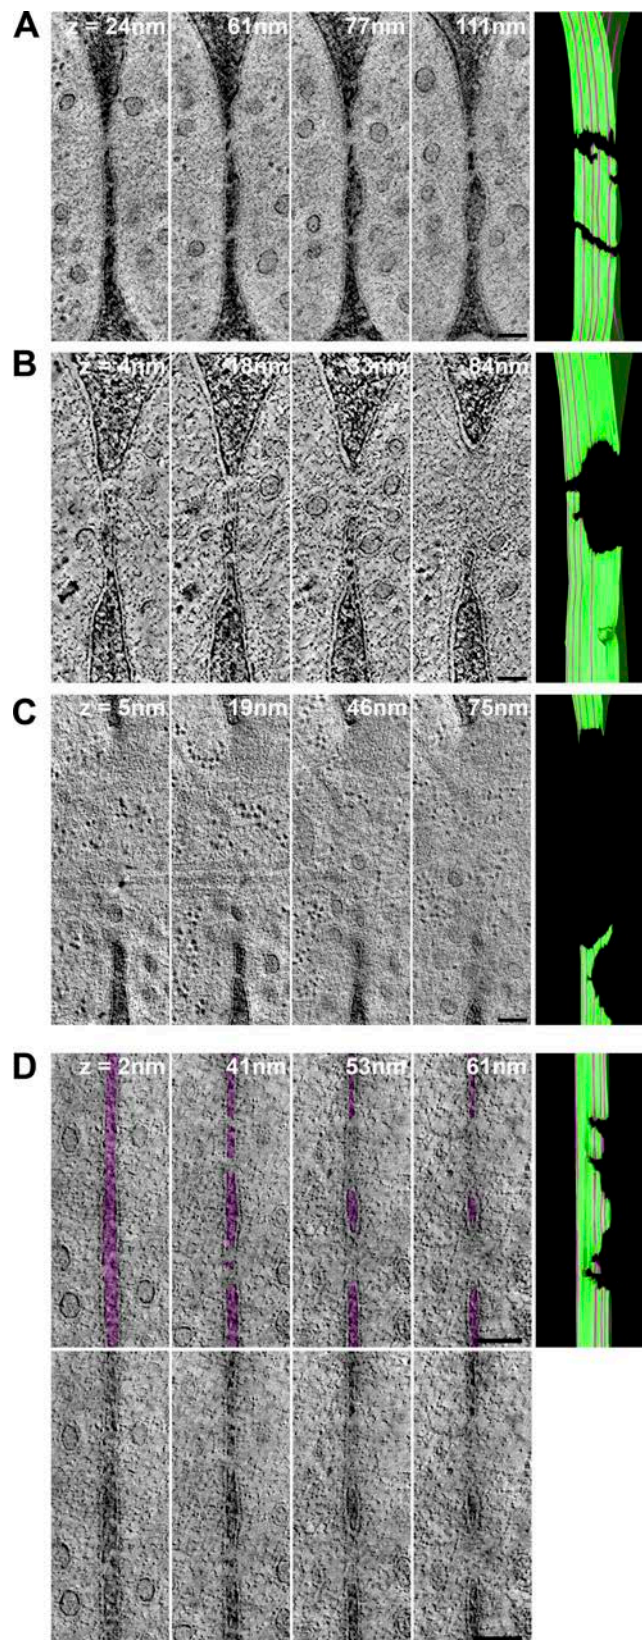 A
z = 24nm 61nm 77nm 111nm
B
z = 4nm 18nm 33nm 84nm
C
z = 5nm 19nm 46nm 75nm
D
z = 2nm 41nm 53nm 61nm